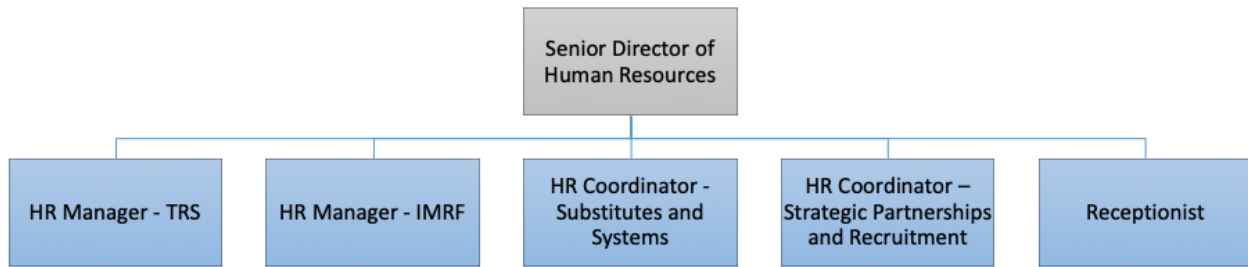 Senior Director of
Human Resources
HR Manager - TRS
HR Manager - IMRF
HR Coordinator -
Substitutes and
Systems
HR Coordinator –
Strategic Partnerships
and Recruitment
Receptionist